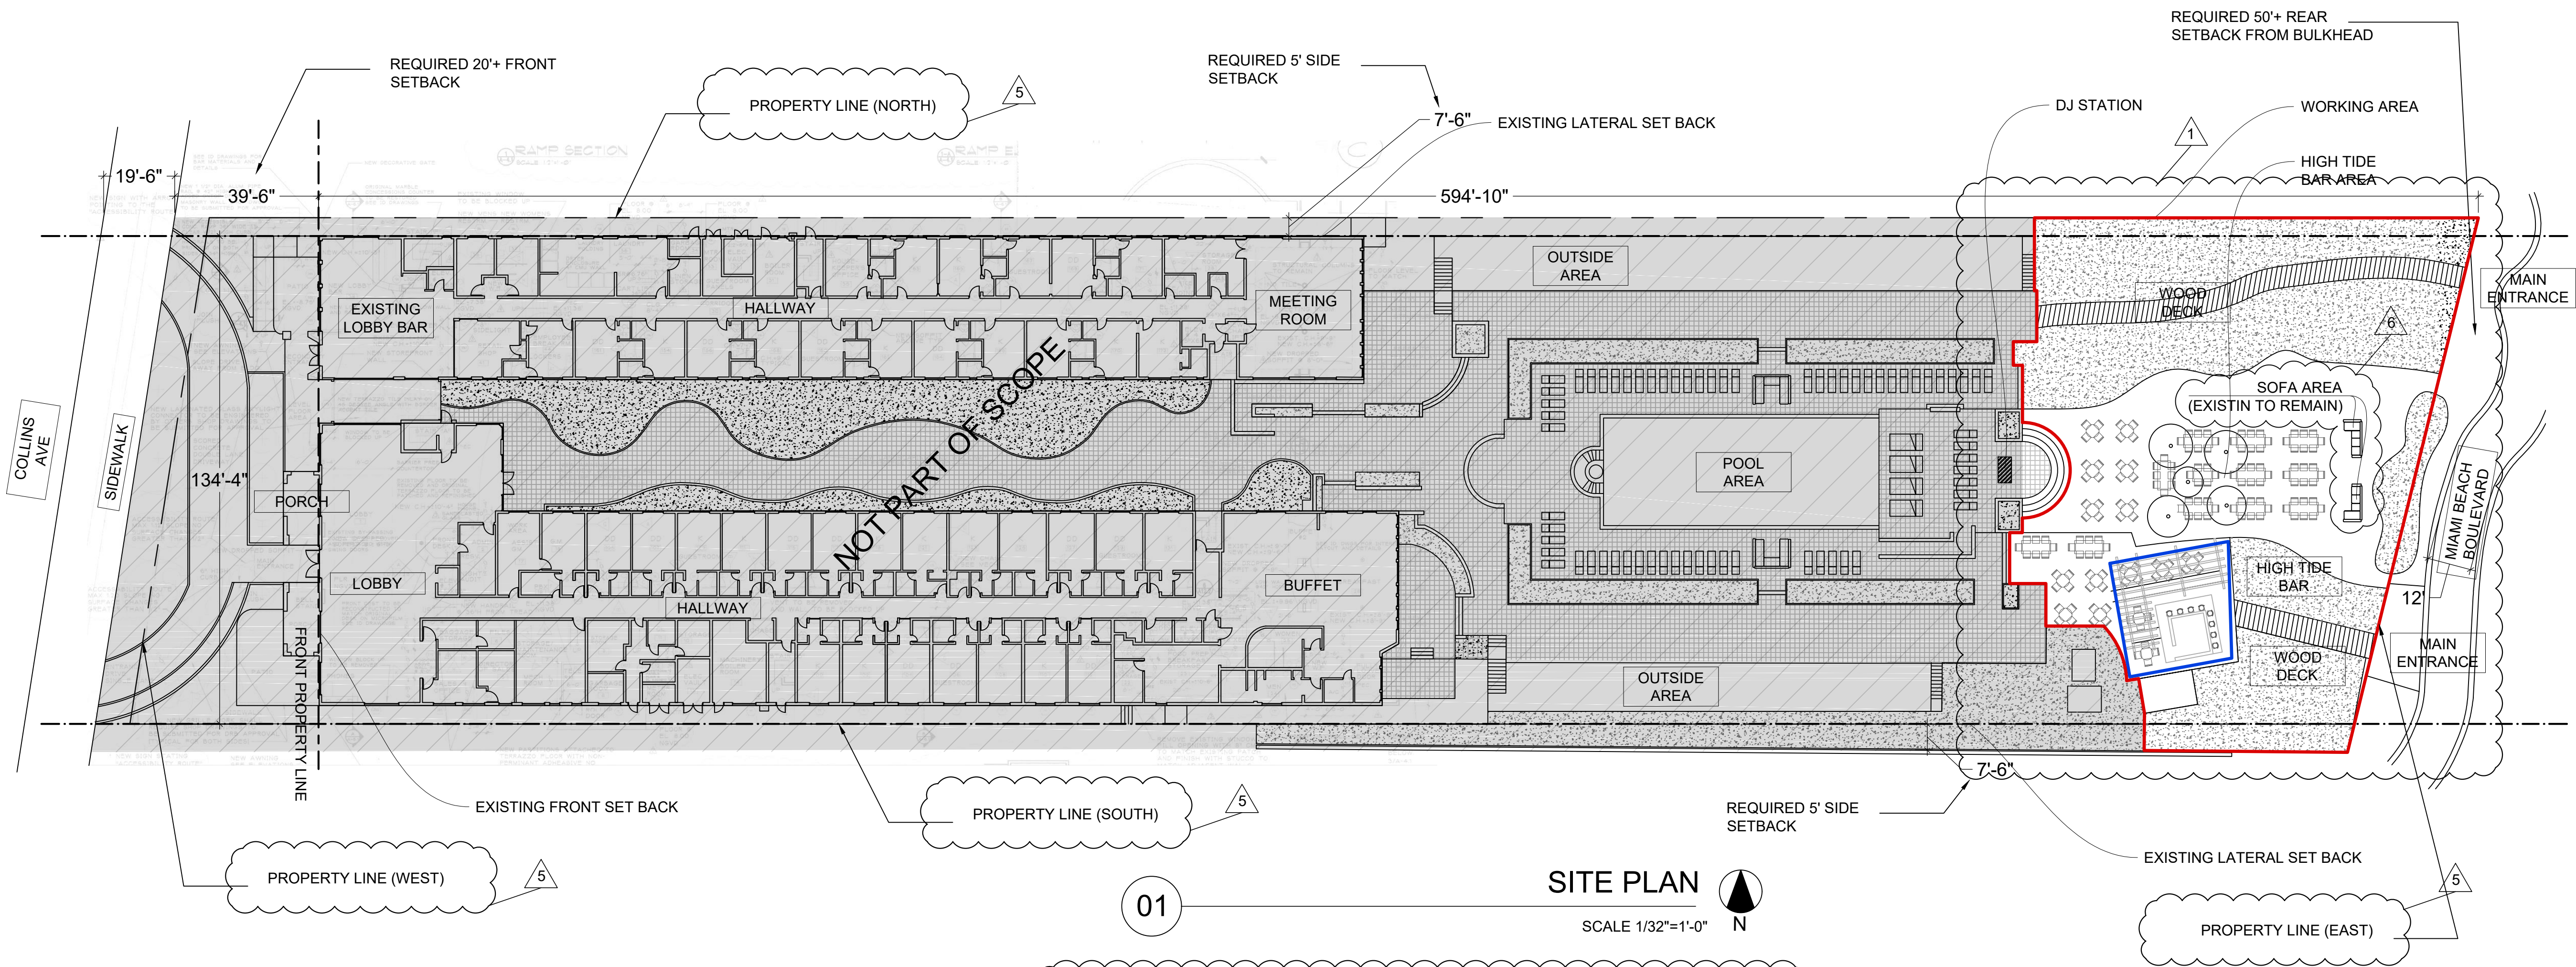 REQUIRED 50'+ REAR
SETBACK FROM BULKHEAD
REQUIRED 20'+ FRONT
SETBACK
PROPERTY LINE (NORTH)
5
REQUIRED 5' SIDE
SETBACK
7'-6"
EXISTING LATERAL SET BACK
DJ STATION
WORKING AREA
1
HIGH TIDE
BAR AREA
RAMP SECTION
19'-6"
39'-6"
594'-10"
OUTSIDE
AREA
MAIN
ENTRANCE
WOOD
DECK
EXISTING
LOBBY BAR
HALLWAY
MEETING
ROOM
6
SOFA AREA
(EXISTIN TO REMAIN)
COLLINS
AVE
SIDEWALK
134'-4"
PORCH
NOT PART OF SCOPE
POOL
AREA
MIAMI BEACH
BOULEVARD
LOBBY
HALLWAY
BUFFET
HIGH TIDE
BAR
12'
FRONT PROPERTY LINE
OUTSIDE
AREA
WOOD
DECK
MAIN
ENTRANCE
7'-6"
EXISTING FRONT SET BACK
PROPERTY LINE (SOUTH)
5
REQUIRED 5' SIDE
SETBACK
EXISTING LATERAL SET BACK
PROPERTY LINE (WEST)
5
01
SITE PLAN
SCALE 1/32"=1'-0"
N
PROPERTY LINE (EAST)
5